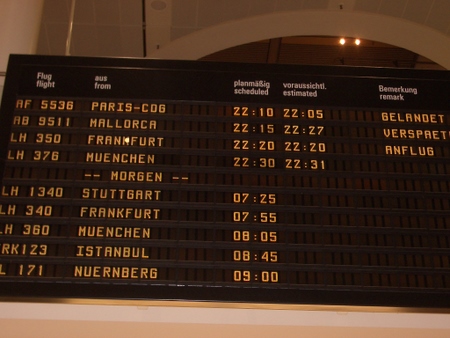 Flug aus planmäßig voraussichtl. Bemerkung
flight from scheduled estimated remark
AF 5536 PARIS-CDG 22:10 22:05 GELANDET
AB 9511 MALLORCA 22:15 22:27 VERSPAET
LH 350 FRANKFURT 22:20 22:20 ANFLUG
LH 376 MUENCHEN 22:30 22:31
-- MORGEN --
LH 1340 STUTTGART 07:25
LH 340 FRANKFURT 07:55
LH 360 MUENCHEN 08:05
RK123 ISTANBUL 08:45
L 171 NUERNBERG 09:00